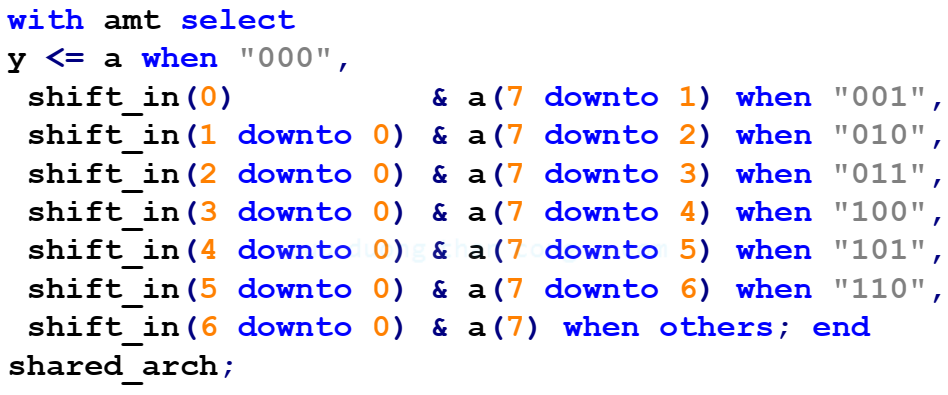 with amt select
y <= a when "000",
shift_in(0) & a(7 downto 1) when "001",
shift_in(1 downto 0) & a(7 downto 2) when "010",
shift_in(2 downto 0) & a(7 downto 3) when "011",
shift_in(3 downto 0) & a(7 downto 4) when "100",
shift_in(4 downto 0) & a(7 downto 5) when "101",
shift_in(5 downto 0) & a(7 downto 6) when "110",
shift_in(6 downto 0) & a(7) when others; end
shared_arch;